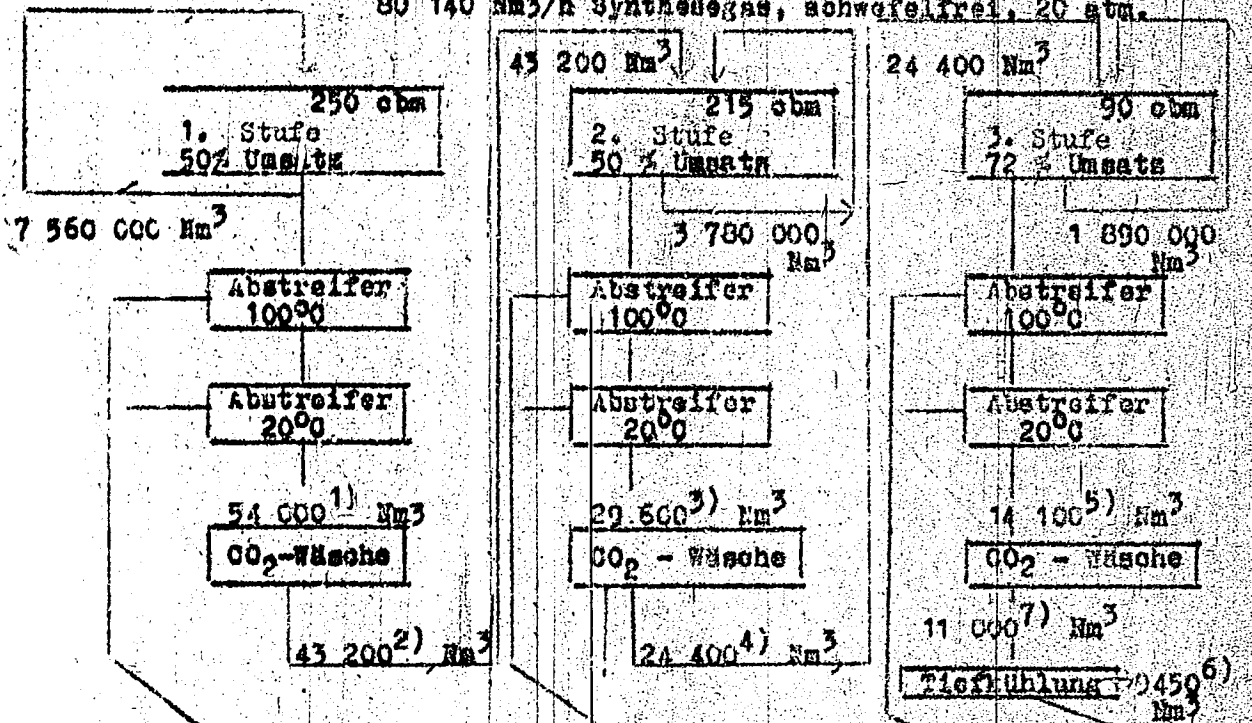 80 140 Nm3/h Synthesegas, schwefelfrei, 20 atm.
43 200 Nm3
24 400 Nm3
250 cbm
1. Stufe
50% Umsatz
215 cbm
2. Stufe
50 % Umsatz
90 cbm
3. Stufe
72 % Umsatz
7 560 000 Nm3.
3 780 000
Nm3
1 890 000
Nm3
Abstreifer
100°C
Abstreifer
100°C
Abstreifer
100°C
Abstreifer
20°C
Abstreifer
20°C
Abstreifer
20°C
54 000 1) Nm3
29 600 3) Nm3
14 100 5) Nm3
CO2-Wäsche
CO2 - Wäsche
CO2 - Wäsche
11 000 7) Nm3
43 200 2) Nm3
24 400 4) Nm3
Tiefkühlung
9450 6)
Nm3